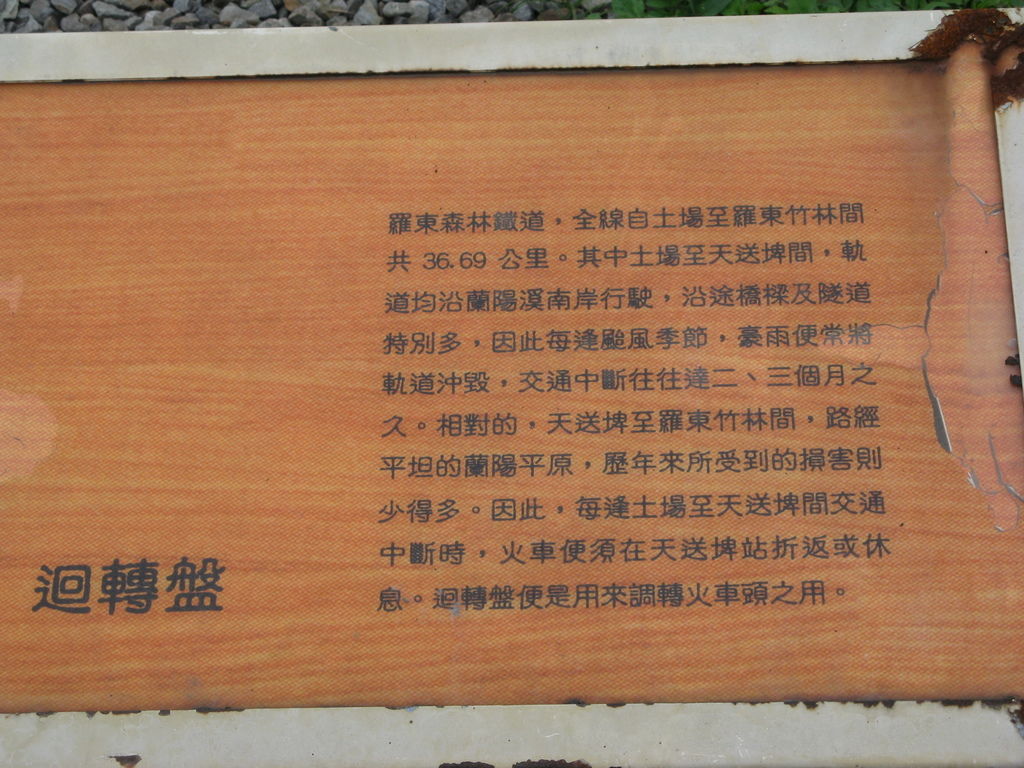 羅東森林鐵道，全線自土場至羅東竹林間
共 36.69 公里。其中土場至天送埤間，軌
道均沿蘭陽溪南岸行駛，沿途橋樑及隧道
特別多，因此每逢颱風季節，豪雨便常將
軌道沖毀，交通中斷往往達二、三個月之
久。相對的，天送埤至羅東竹林間，路經
平坦的蘭陽平原，歷年來所受到的損害則
少得多。因此，每逢土場至天送埤間交通
中斷時，火車便須在天送埤站折返或休
息。迴轉盤便是用來調轉火車頭之用。
迴轉盤